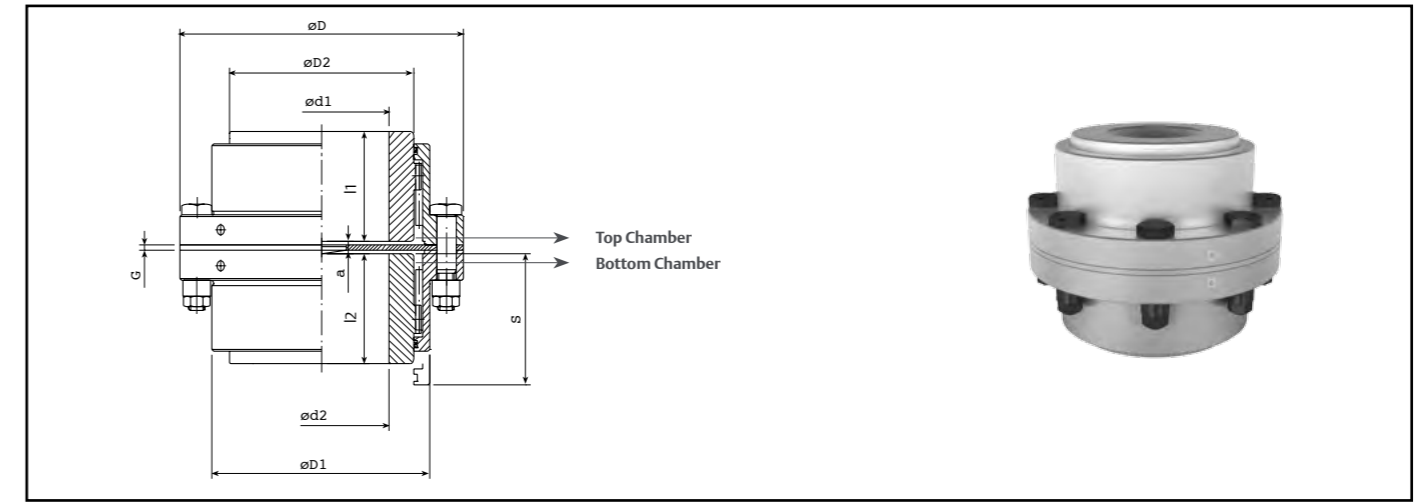 øD
øD2
ød1
l1
Top Chamber
G
a
Bottom Chamber
l2
S
ød2
øD1